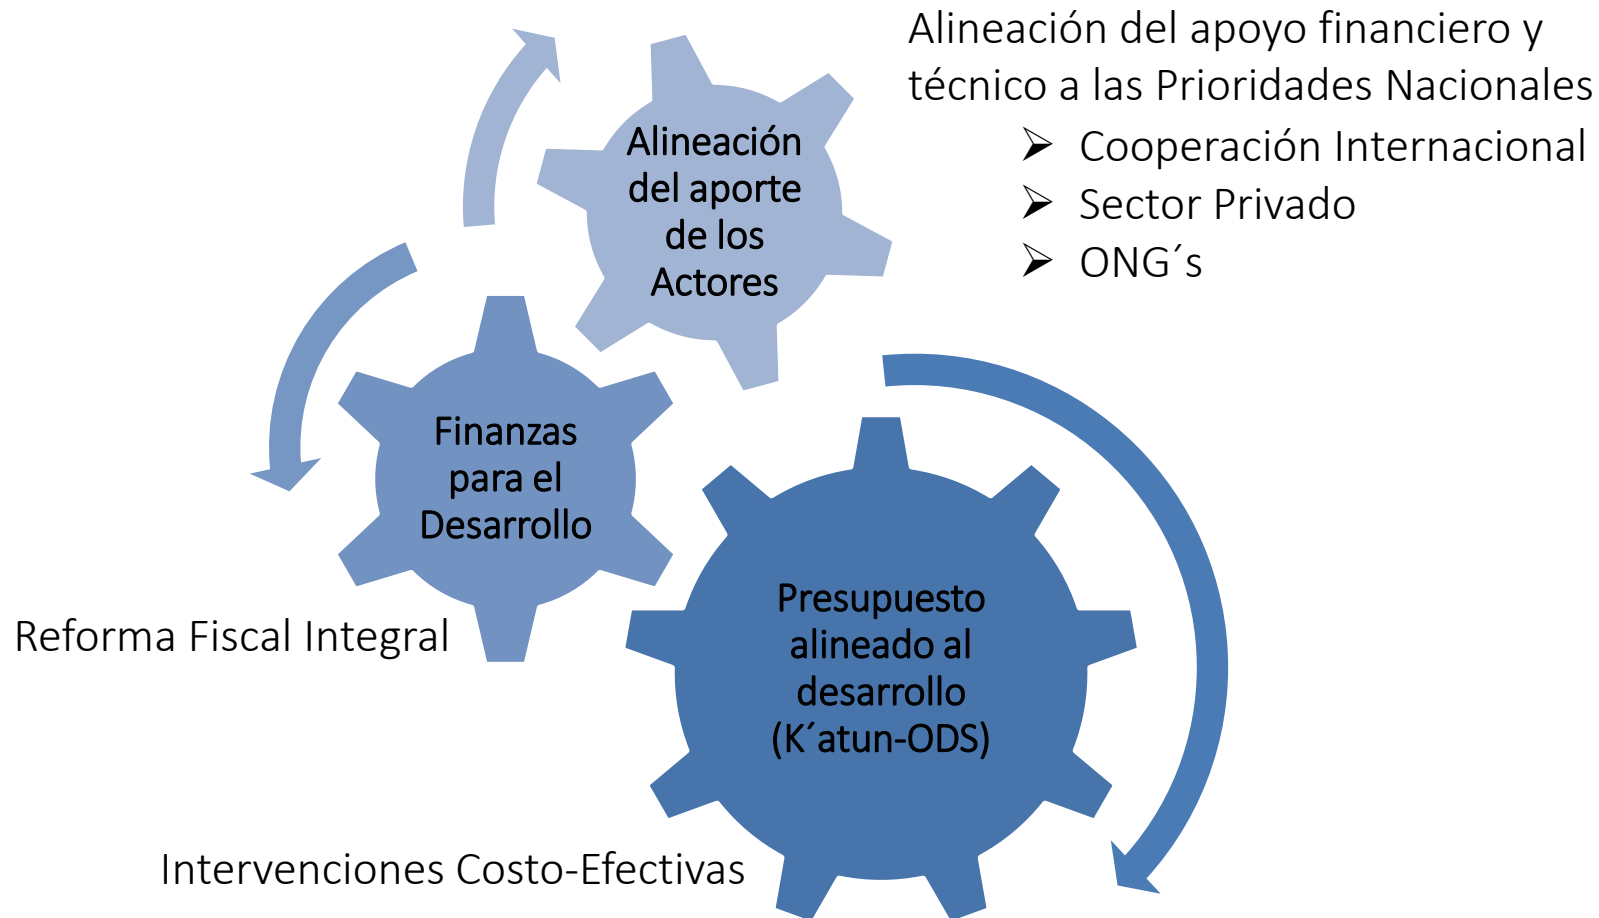 Alineación del apoyo financiero y
técnico a las Prioridades Nacionales
➢ Cooperación Internacional
➢ Sector Privado
➢ ONG´s
Alineación
del aporte
de los
Actores
Finanzas
para el
Desarrollo
Reforma Fiscal Integral
Presupuesto
alineado al
desarrollo
(K´atun-ODS)
Intervenciones Costo-Efectivas